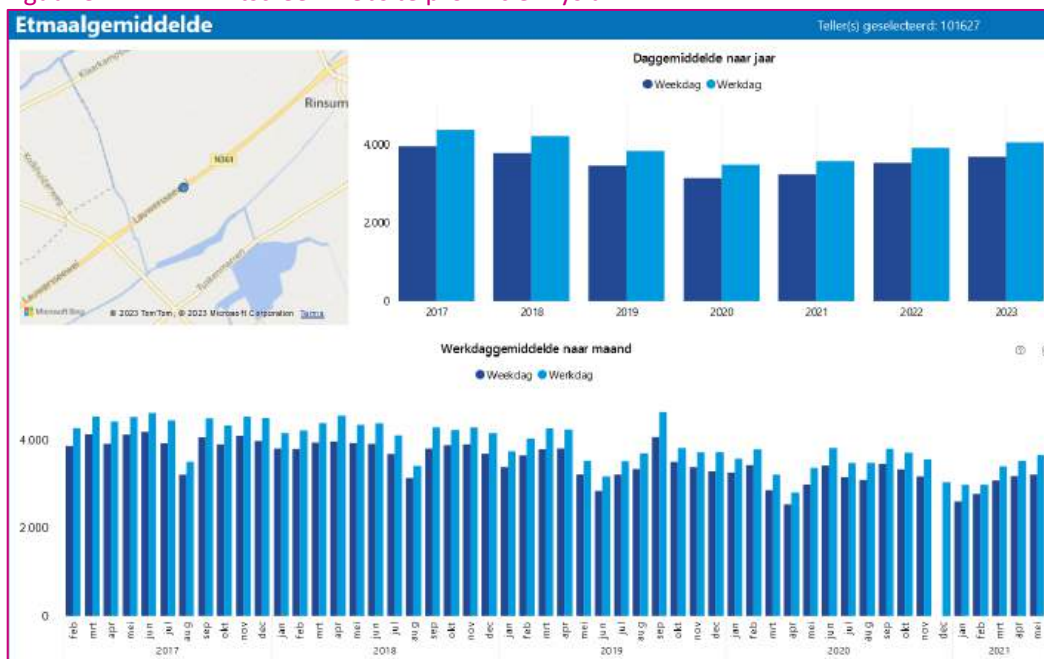 Etmaalgemiddelde
Teller(s) geselecteerd: 101627
Klaarkamps
Rinsum
N361
Lauwersseewei
Tuikenmarren
Lauwersseewei
Microsoft Bing
© 2023 TomTom, © 2023 Microsoft Corporation Terms
Daggemiddelde naar jaar
Weekdag Werkdag
4.000
2.000
0
2017 2018 2019 2020 2021 2022 2023
Werkdaggemiddelde naar maand
Weekdag Werkdag
4.000
2.000
0
feb mrt apr mei jun jul aug sep okt nov dec jan feb mrt apr mei jun jul aug sep okt nov dec jan feb mrt apr mei jun jul aug sep okt nov dec jan feb mrt apr mei jun jul aug sep okt nov dec jan feb mrt apr mei
2017 2018 2019 2020 2021